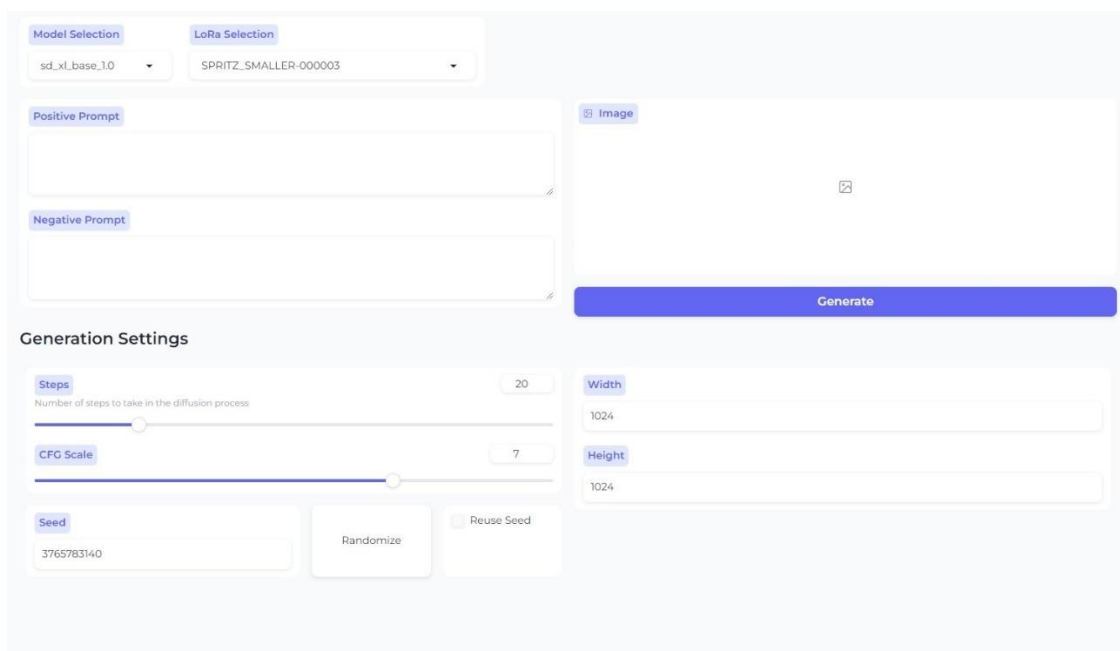 Model Selection
LoRa Selection
sd_xl_base_1.0
SPRITZ_SMALLER-000003
Positive Prompt
Negative Prompt
Image
Generate
Generation Settings
Steps
20
Number of steps to take in the diffusion process
CFG Scale
7
Width
1024
Height
1024
Seed
3765783140
Randomize
Reuse Seed